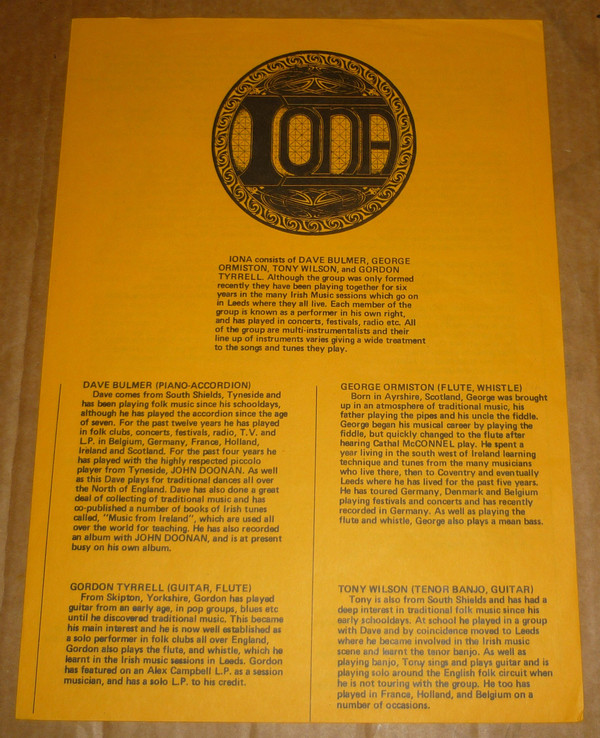 IONA
IONA consists of DAVE BULMER, GEORGE
ORMISTON, TONY WILSON, and GORDON
TYRRELL. Although the group was only formed
recently they have been playing together for six
years in the many Irish Music sessions which go on
in Leeds where they all live. Each member of the
group is known as a performer in his own right,
and has played in concerts, festivals, radio etc. All
of the group are multi-instrumentalists and their
line up of instruments varies giving a wide treatment
to the songs and tunes they play.
DAVE BULMER (PIANO-ACCORDION)
Dave comes from South Shields, Tyneside and
has been playing folk music since his schooldays,
although he has played the accordion since the age
of seven. For the past twelve years he has played
in folk clubs, concerts, festivals, radio, T.V. and
L.P. in Belgium, Germany, France, Holland,
Ireland and Scotland. For the past four years he
has played with the highly respected piccolo
player from Tyneside, JOHN DOONAN. As well
as this Dave plays for traditional dances all over
the North of England. Dave has also done a great
deal of collecting of traditional music and has
co-published a number of books of Irish tunes
called, "Music from Ireland", which are used all
over the world for teaching. He has also recorded
an album with JOHN DOONAN, and is at present
busy on his own album.
GEORGE ORMISTON (FLUTE, WHISTLE)
Born in Ayrshire, Scotland, George was brought
up in an atmosphere of traditional music, his
father playing the pipes and his uncle the fiddle.
George began his musical career by playing the
fiddle, but quickly changed to the flute after
hearing Cathal McCONNEL play. He spent a
year living in the south west of Ireland learning
technique and tunes from the many musicians
who live there, then to Coventry and eventually
Leeds where he has lived for the past five years.
He has toured Germany, Denmark and Belgium
playing festivals and concerts and has recently
recorded in Germany. As well as playing the
flute and whistle, George also plays a mean bass.
GORDON TYRRELL (GUITAR, FLUTE)
From Skipton, Yorkshire, Gordon has played
guitar from an early age, in pop groups, blues etc
until he discovered traditional music. This became
his main interest and he is now well established as
a solo performer in folk clubs all over England,
Gordon also plays the flute, and whistle, which he
learnt in the Irish music sessions in Leeds. Gordon
has featured on an Alex Campbell L.P. as a session
musician, and has a solo L.P. to his credit.
TONY WILSON (TENOR BANJO, GUITAR)
Tony is also from South Shields and has had a
deep interest in traditional folk music since his
early schooldays. At school he played in a group
with Dave and by coincidence moved to Leeds
where he became involved in the Irish music
scene and learnt the tenor banjo. As well as
playing banjo, Tony sings and plays guitar and is
playing solo around the English folk circuit when
he is not touring with the group. He too has
played in France, Holland, and Belgium on a
number of occasions.